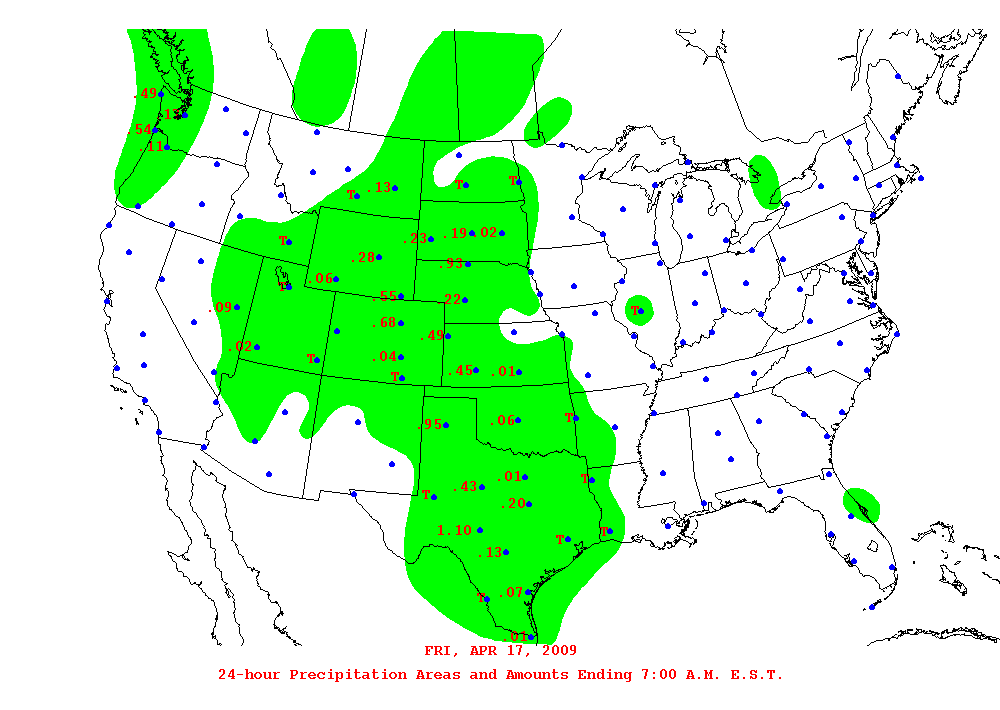 .49
.13
.54
.11
T
.13
T
T
.23
.19
.02
T
.28
.93
T
.06
.55
.22
.09
T
.68
.49
.02
T
.04
.45
.01
T
.95
.06
T
.01
T
.43
T
.20
1.10
T
T
.13
.07
T
.01
FRI, APR 17, 2009
24-hour Precipitation Areas and Amounts Ending 7:00 A.M. E.S.T.